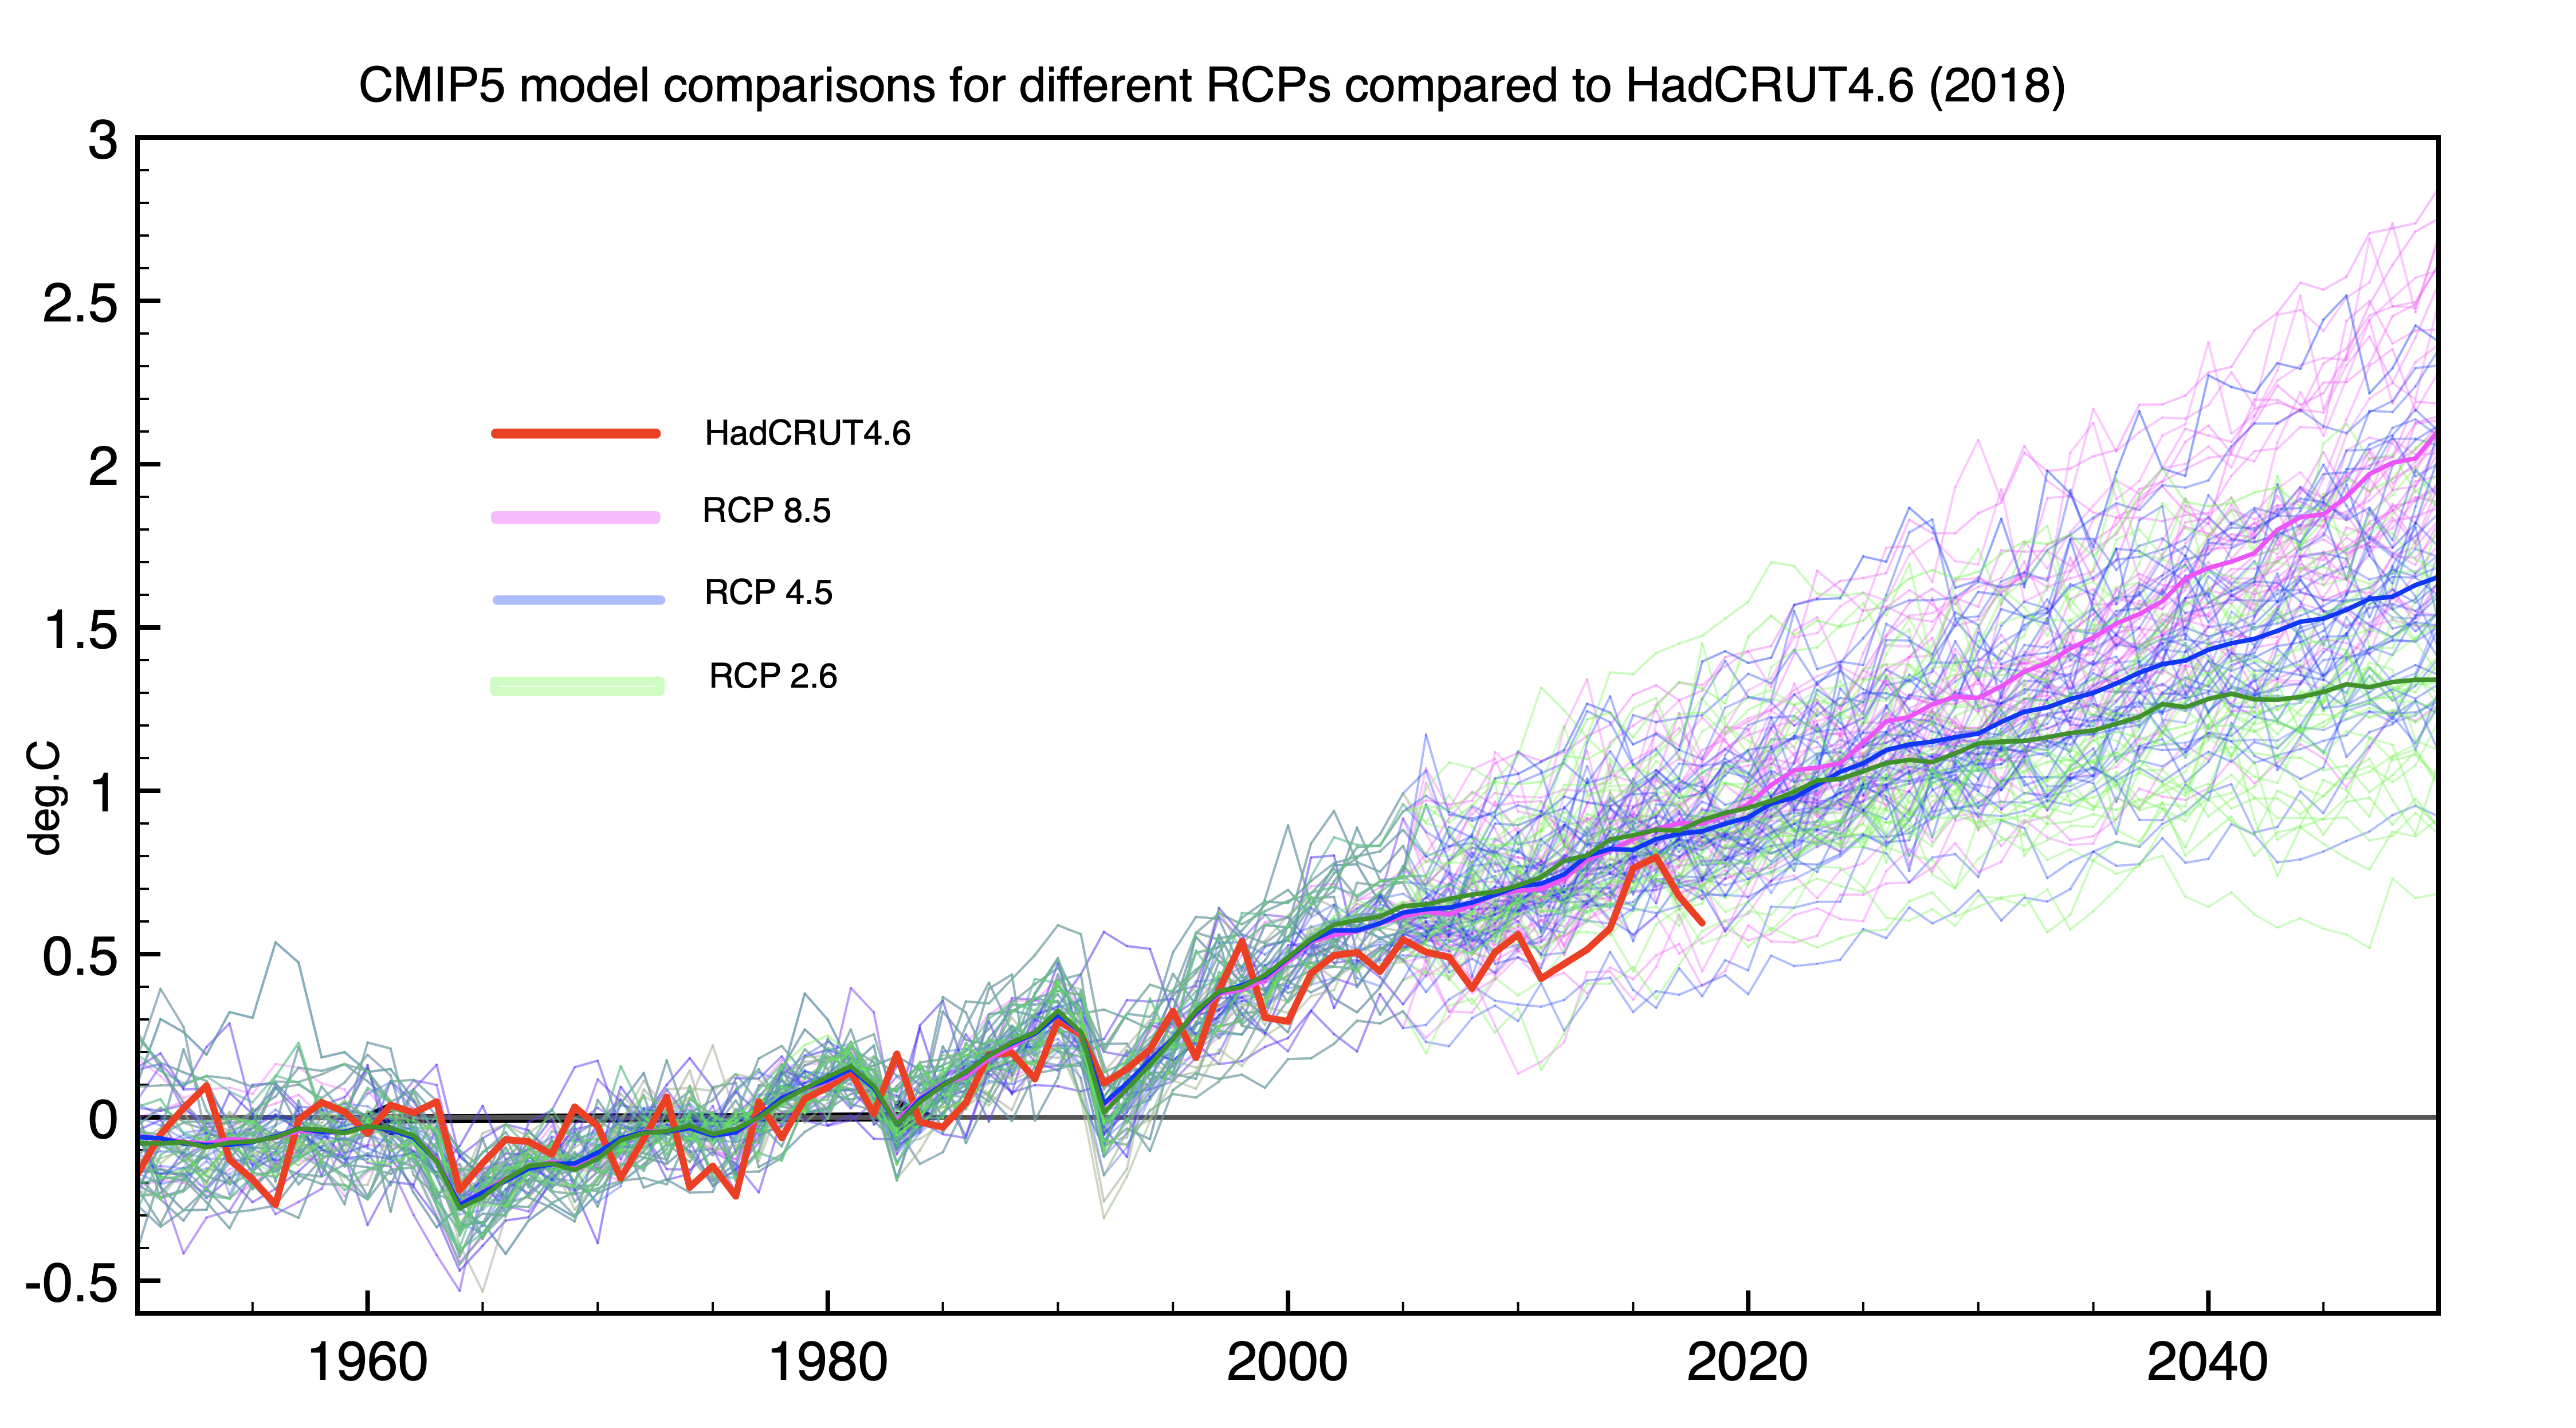 CMIP5 model comparisons for different RCPs compared to HadCRUT4.6 (2018)
3
2.5
2
1.5
1
0.5
0
-0.5
deg.C
HadCRUT4.6
RCP 8.5
RCP 4.5
RCP 2.6
1960 1980 2000 2020 2040